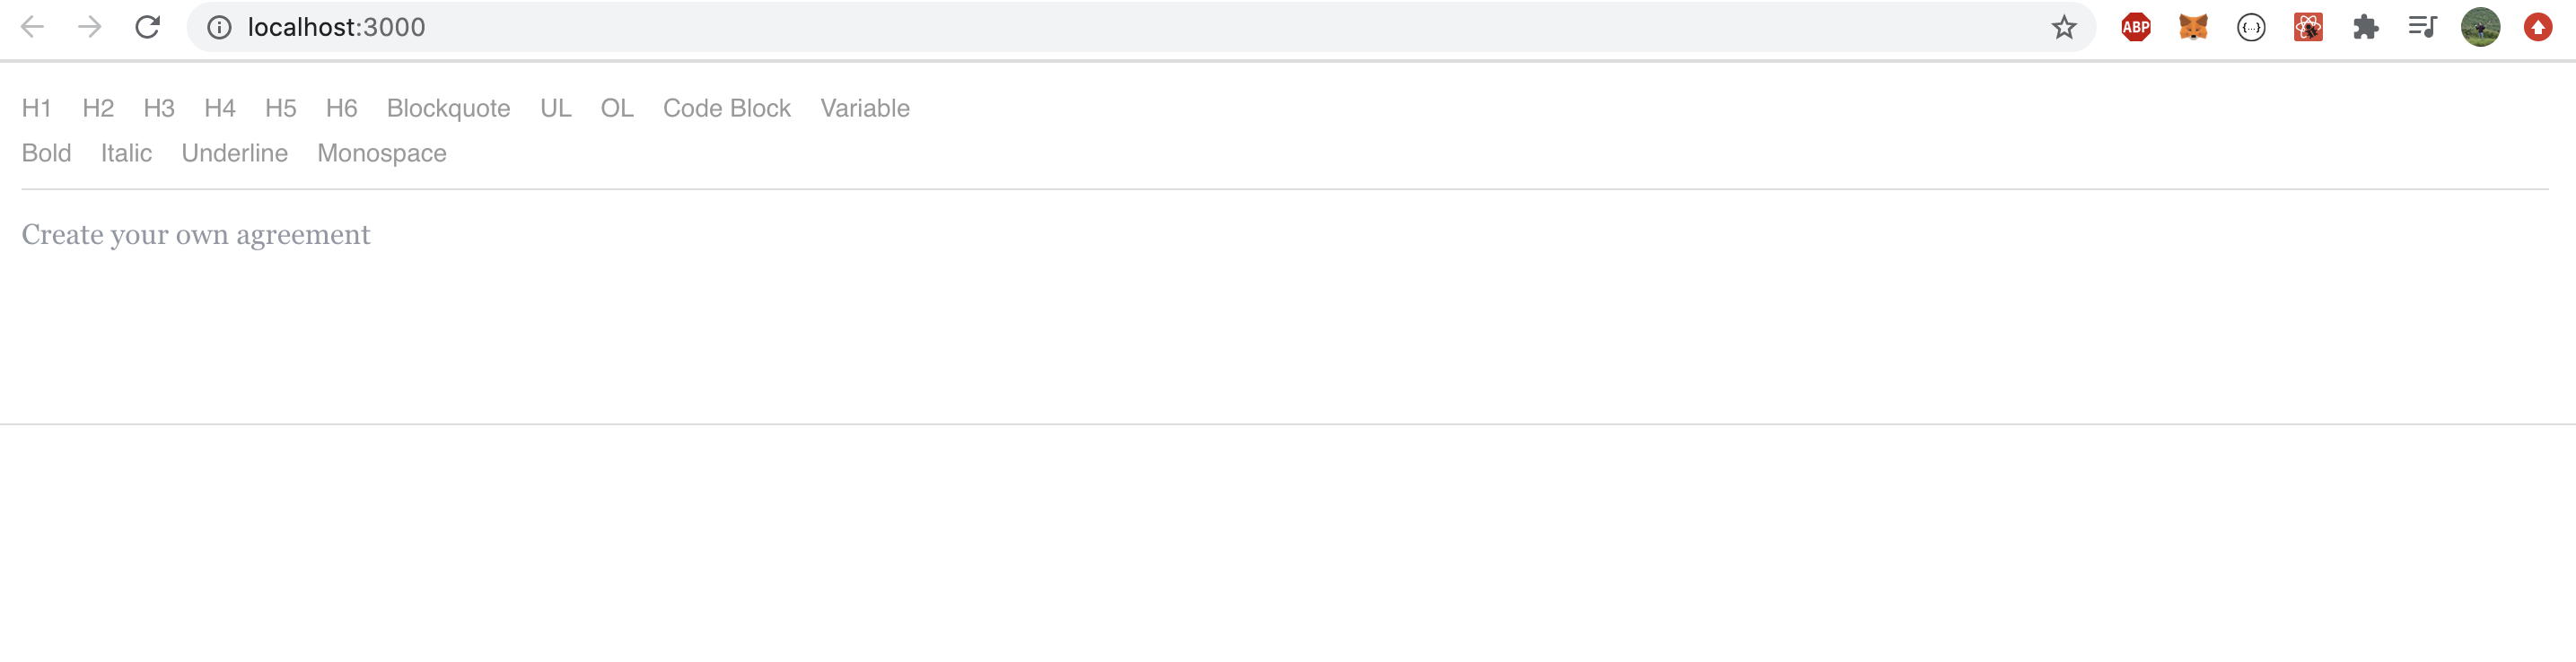 localhost:3000 ABP {...}
H1 H2 H3 H4 H5 H6 Blockquote UL OL Code Block Variable
Bold Italic Underline Monospace
Create your own agreement